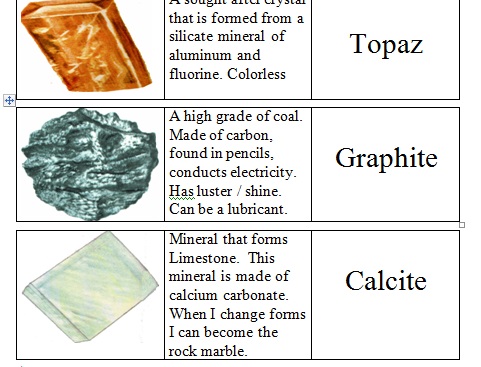 A sought after crystal
that is formed from a
silicate mineral of
aluminum and
fluorine. Colorless
Topaz
A high grade of coal.
Made of carbon,
found in pencils,
conducts electricity.
Has luster / shine.
Can be a lubricant.
Graphite
Mineral that forms
Limestone. This
mineral is made of
calcium carbonate.
When I change forms
I can become the
rock marble.
Calcite